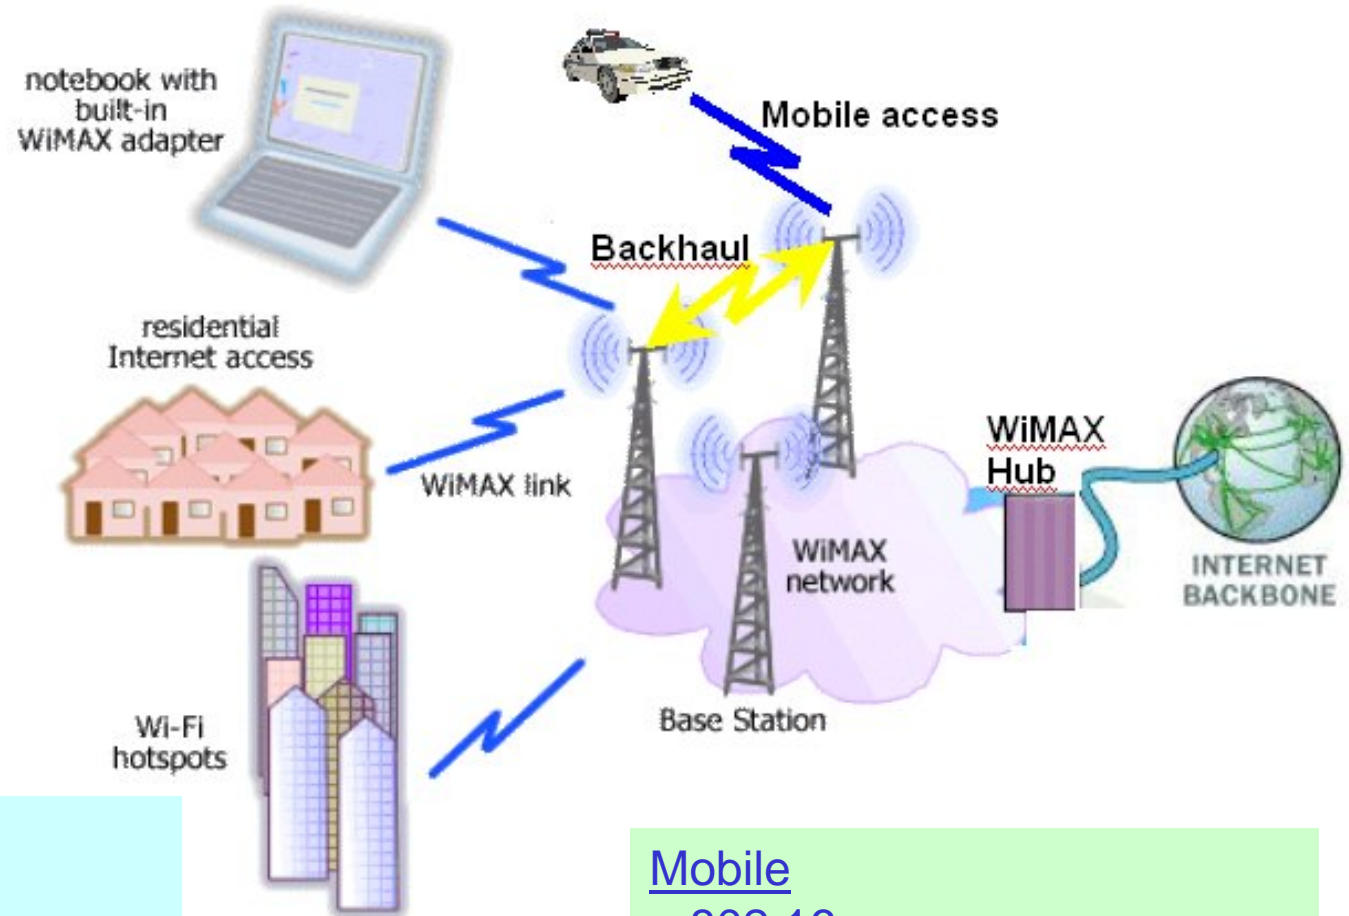 notebook with
built-in
WiMAX adapter
Mobile access
Backhaul
residential
Internet access
WiMAX link
WiMAX
Hub
WiMAX
network
INTERNET
BACKBONE
Base Station
Wi-Fi
hotspots
Mobile